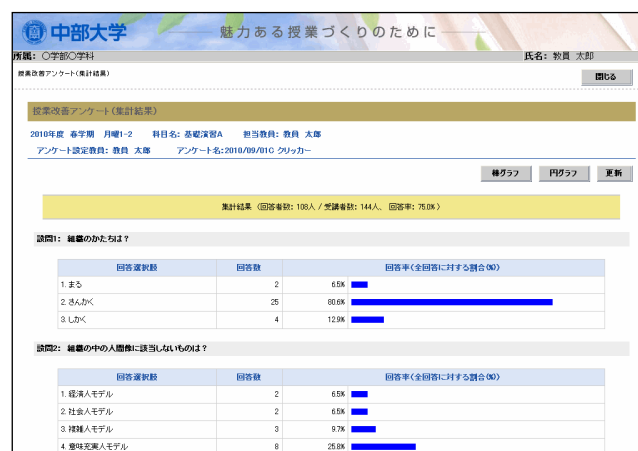 中部大学 魅力ある授業づくりのために
所属: 〇学部〇学科 氏名: 教員 太郎
授業改善アンケート(集計結果) 閉じる
授業改善アンケート(集計結果)
2010年度 春学期 月曜1-2 科目名: 基礎演習A 担当教員: 教員 太郎
アンケート設定教員: 教員 太郎 アンケート名:2010/09/01C クリッカー
棒グラフ 円グラフ 更新
集計結果 (回答者数: 108人 / 受講者数: 144人、 回答率: 75.0% )
設問1: 組織のかたちは?
回答選択肢 回答数 回答率(全回答に対する割合(%))
1. まる 2 6.5%
2. さんかく 25 80.6%
3. しかく 4 12.9%
設問2: 組織の中の人間像に該当しないものは?
回答選択肢 回答数 回答率(全回答に対する割合(%))
1. 経済人モデル 2 6.5%
2. 社会人モデル 2 6.5%
3. 複雑人モデル 3 9.7%
4. 意味充実人モデル 8 25.8%